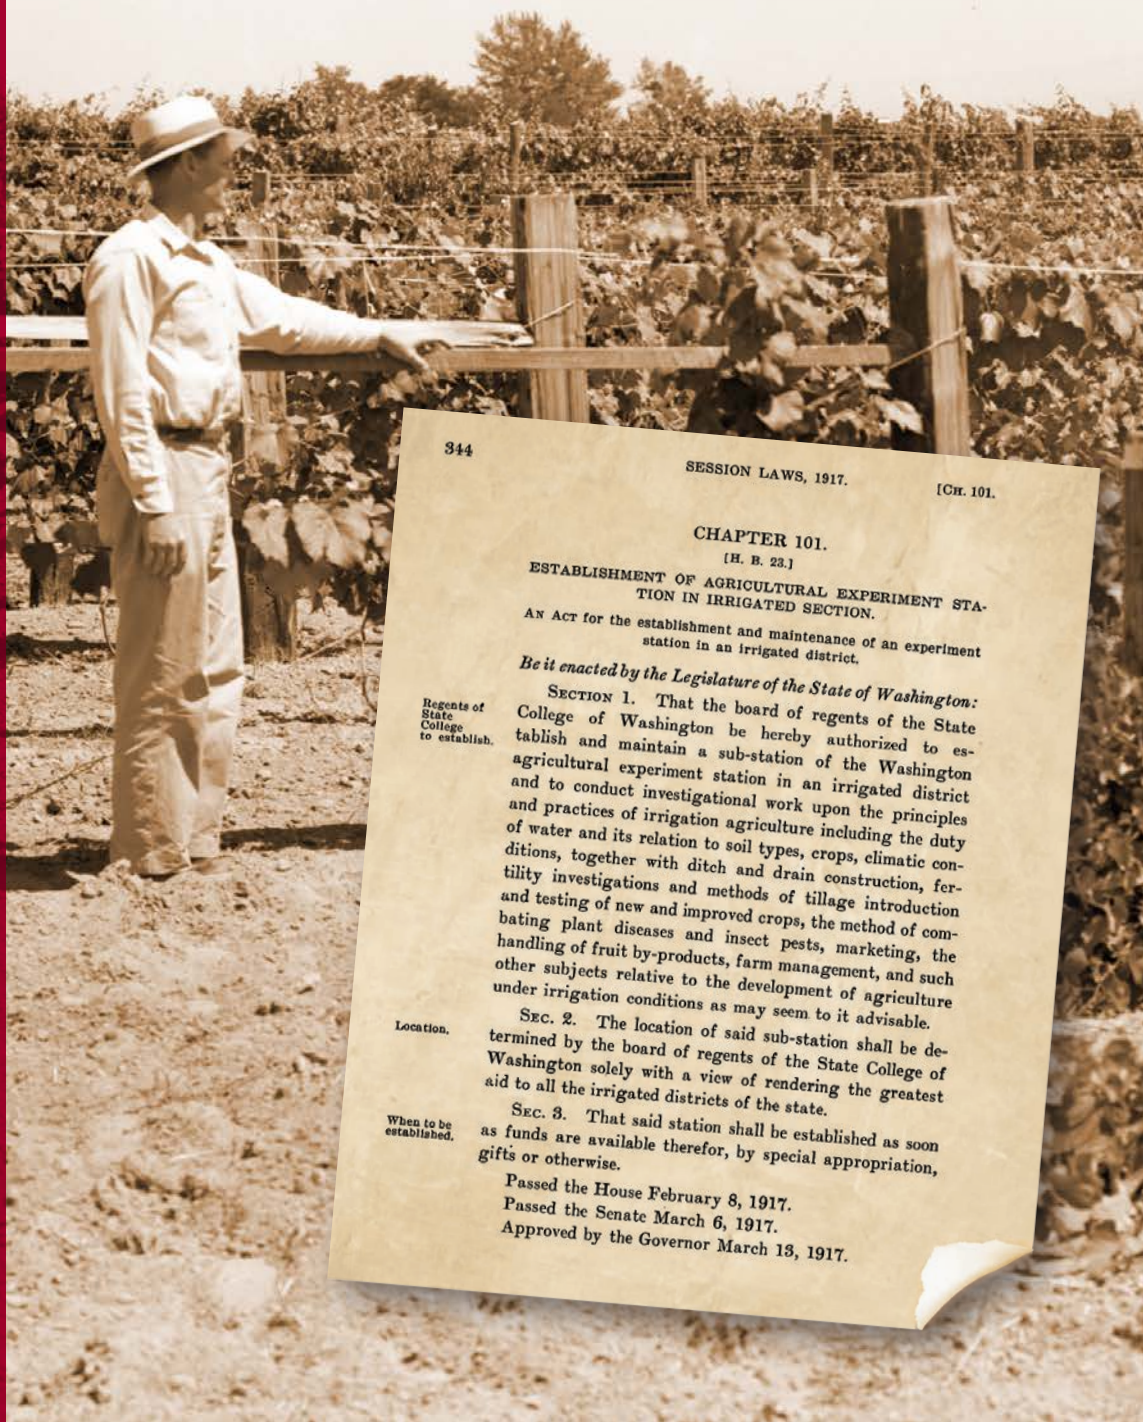 344
SESSION LAWS, 1917.
[CH. 101.
CHAPTER 101.
[H. B. 23.]
ESTABLISHMENT OF AGRICULTURAL EXPERIMENT STA-
TION IN IRRIGATED SECTION.
AN ACT for the establishment and maintenance of an experiment
station in an irrigated district.
Be it enacted by the Legislature of the State of Washington:
Regents of
State
College
to establish.
SECTION 1. That the board of regents of the State
College of Washington be hereby authorized to es-
tablish and maintain a sub-station of the Washington
agricultural experiment station in an irrigated district
and to conduct investigational work upon the principles
and practices of irrigation agriculture including the duty
of water and its relation to soil types, crops, climatic con-
ditions, together with ditch and drain construction, fer-
tility investigations and methods of tillage introduction
and testing of new and improved crops, the method of com-
bating plant diseases and insect pests, marketing, the
handling of fruit by-products, farm management, and such
other subjects relative to the development of agriculture
under irrigation conditions as may seem to it advisable.
Location.
SEC. 2. The location of said sub-station shall be de-
termined by the board of regents of the State College of
Washington solely with a view of rendering the greatest
aid to all the irrigated districts of the state.
When to be
established.
SEC. 3. That said station shall be established as soon
as funds are available therefor, by special appropriation,
gifts or otherwise.
Passed the House February 8, 1917.
Passed the Senate March 6, 1917.
Approved by the Governor March 13, 1917.